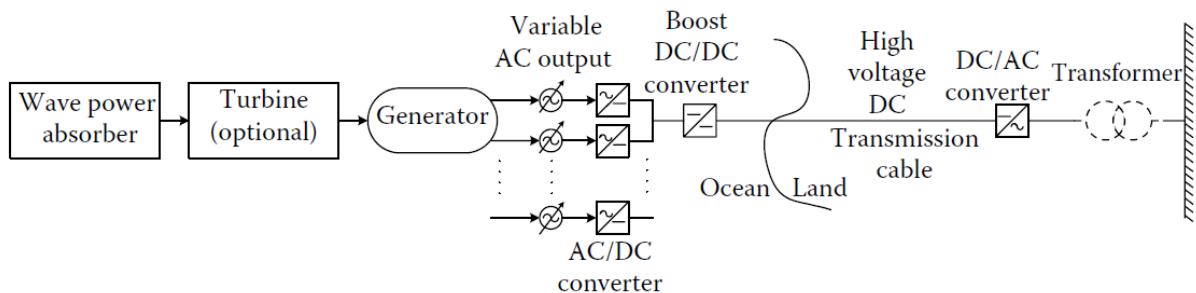 Wave power
absorber
Turbine
(optional)
Generator
Variable
AC output
AC/DC
converter
Boost
DC/DC
converter
Ocean
Land
High
voltage
DC
Transmission
cable
DC/AC
converter
Transformer